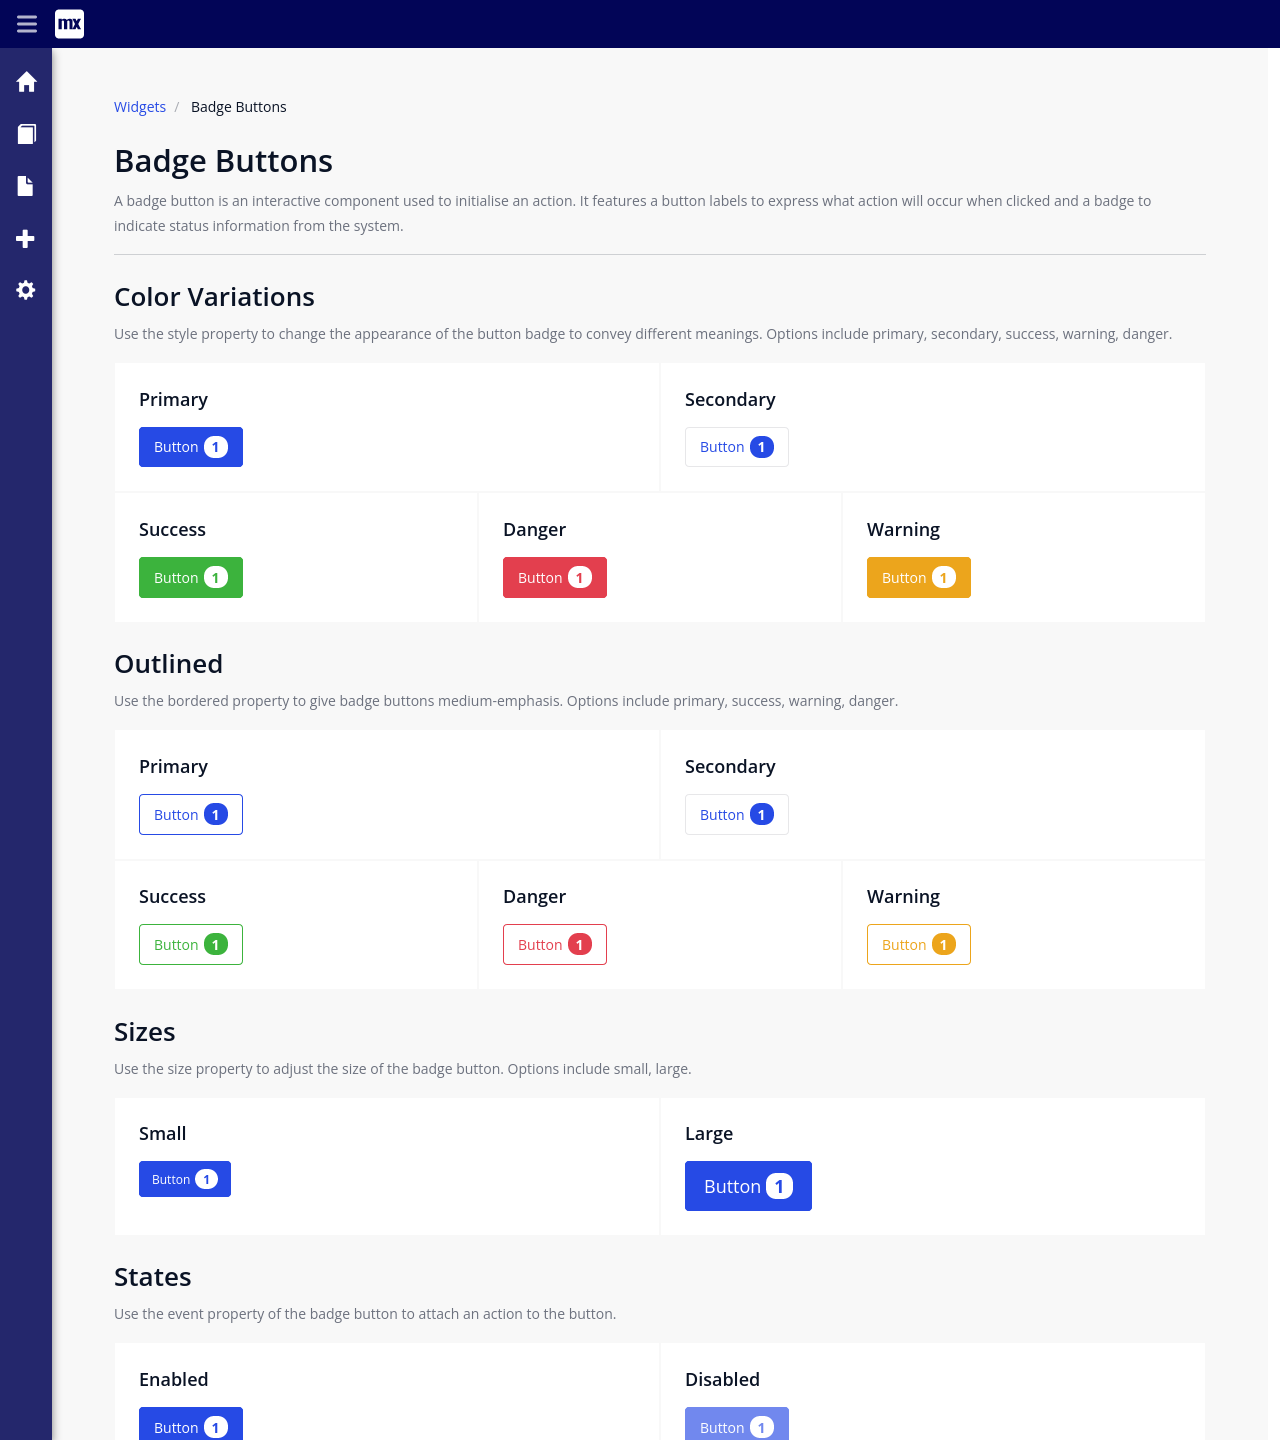 mx
Widgets / Badge Buttons
Badge Buttons
A badge button is an interactive component used to initialise an action. It features a button labels to express what action will occur when clicked and a badge to
indicate status information from the system.
Color Variations
Use the style property to change the appearance of the button badge to convey different meanings. Options include primary, secondary, success, warning, danger.
Primary Secondary
Button 1 Button 1
Success Danger Warning
Button 1 Button 1 Button 1
Outlined
Use the bordered property to give badge buttons medium-emphasis. Options include primary, success, warning, danger.
Primary Secondary
Button 1 Button 1
Success Danger Warning
Button 1 Button 1 Button 1
Sizes
Use the size property to adjust the size of the badge button. Options include small, large.
Small Large
Button 1 Button 1
States
Use the event property of the badge button to attach an action to the button.
Enabled Disabled
Button 1 Button 1